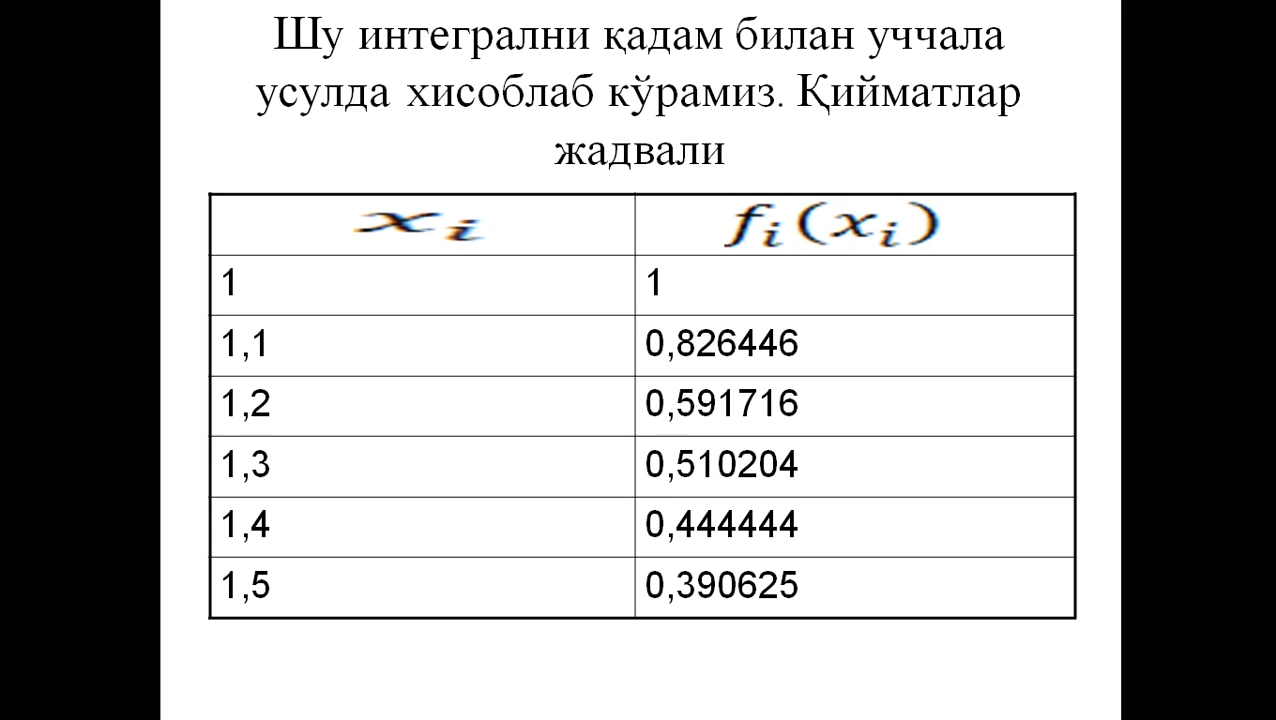 Шу интегрални қадам билан уччала
усулда хисоблаб кўрамиз. Қийматлар
жадвали
xᵢ fᵢ(xᵢ)
1 1
1,1 0,826446
1,2 0,591716
1,3 0,510204
1,4 0,444444
1,5 0,390625